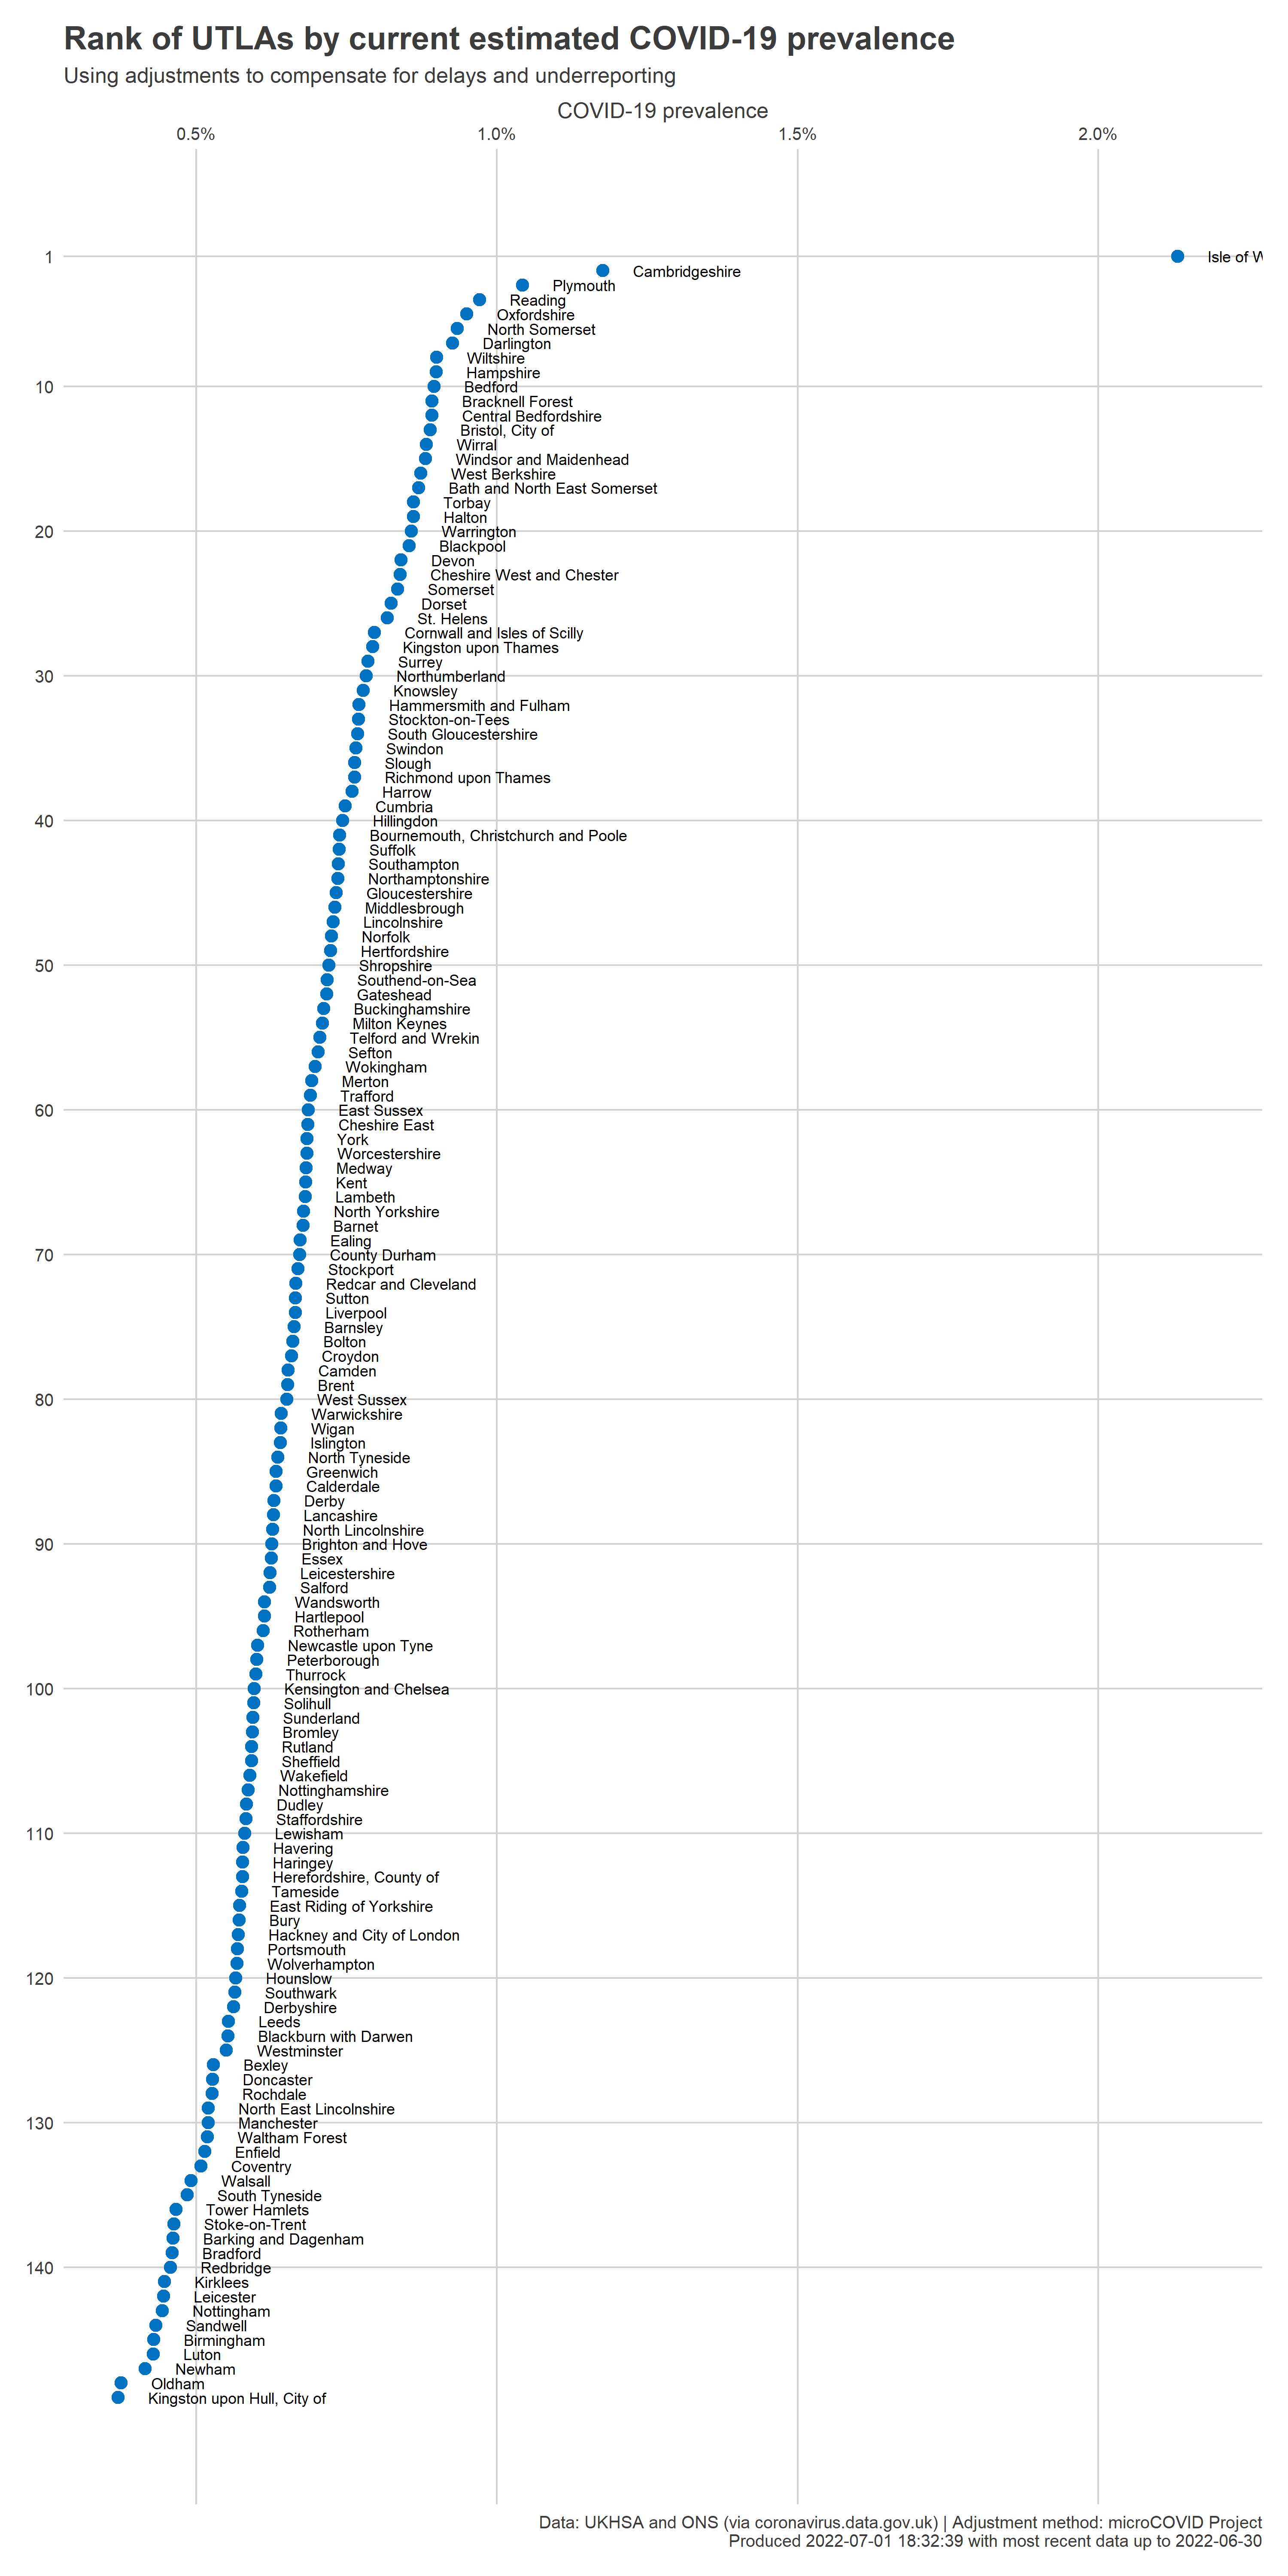 Rank of UTLAs by current estimated COVID-19 prevalence
Using adjustments to compensate for delays and underreporting
COVID-19 prevalence
0.5% 1.0% 1.5% 2.0%
1 Isle of W
Cambridgeshire
Plymouth
Reading
Oxfordshire
North Somerset
Darlington
Wiltshire
Hampshire
10 Bedford
Bracknell Forest
Central Bedfordshire
Bristol, City of
Wirral
Windsor and Maidenhead
West Berkshire
Bath and North East Somerset
Torbay
Halton
20 Warrington
Blackpool
Devon
Cheshire West and Chester
Somerset
Dorset
St. Helens
Cornwall and Isles of Scilly
Kingston upon Thames
Surrey
30 Northumberland
Knowsley
Hammersmith and Fulham
Stockton-on-Tees
South Gloucestershire
Swindon
Slough
Richmond upon Thames
Harrow
Cumbria
40 Hillingdon
Bournemouth, Christchurch and Poole
Suffolk
Southampton
Northamptonshire
Gloucestershire
Middlesbrough
Lincolnshire
Norfolk
Hertfordshire
50 Shropshire
Southend-on-Sea
Gateshead
Buckinghamshire
Milton Keynes
Telford and Wrekin
Sefton
Wokingham
Merton
Trafford
60 East Sussex
Cheshire East
York
Worcestershire
Medway
Kent
Lambeth
North Yorkshire
Barnet
Ealing
70 County Durham
Stockport
Redcar and Cleveland
Sutton
Liverpool
Barnsley
Bolton
Croydon
Camden
Brent
80 West Sussex
Warwickshire
Wigan
Islington
North Tyneside
Greenwich
Calderdale
Derby
Lancashire
North Lincolnshire
90 Brighton and Hove
Essex
Leicestershire
Salford
Wandsworth
Hartlepool
Rotherham
Newcastle upon Tyne
Peterborough
Thurrock
100 Kensington and Chelsea
Solihull
Sunderland
Bromley
Rutland
Sheffield
Wakefield
Nottinghamshire
Dudley
Staffordshire
110 Lewisham
Havering
Haringey
Herefordshire, County of
Tameside
East Riding of Yorkshire
Bury
Hackney and City of London
Portsmouth
Wolverhampton
120 Hounslow
Southwark
Derbyshire
Leeds
Blackburn with Darwen
Westminster
Bexley
Doncaster
Rochdale
North East Lincolnshire
130 Manchester
Waltham Forest
Enfield
Coventry
Walsall
South Tyneside
Tower Hamlets
Stoke-on-Trent
Barking and Dagenham
Bradford
140 Redbridge
Kirklees
Leicester
Nottingham
Sandwell
Birmingham
Luton
Newham
Oldham
Kingston upon Hull, City of
Data: UKHSA and ONS (via coronavirus.data.gov.uk) | Adjustment method: microCOVID Project
Produced 2022-07-01 18:32:39 with most recent data up to 2022-06-30